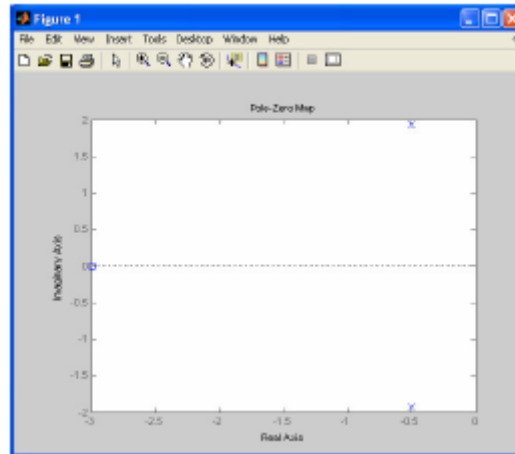 Figure 1
File Edit View Insert Tools Desktop Window Help
Pole-Zero Map
2
1.5
1
0.5
0
-0.5
-1
-1.5
-2
Imaginary Axis
-3 -2.5 -2 -1.5 -1 -0.5 0
Real Axis